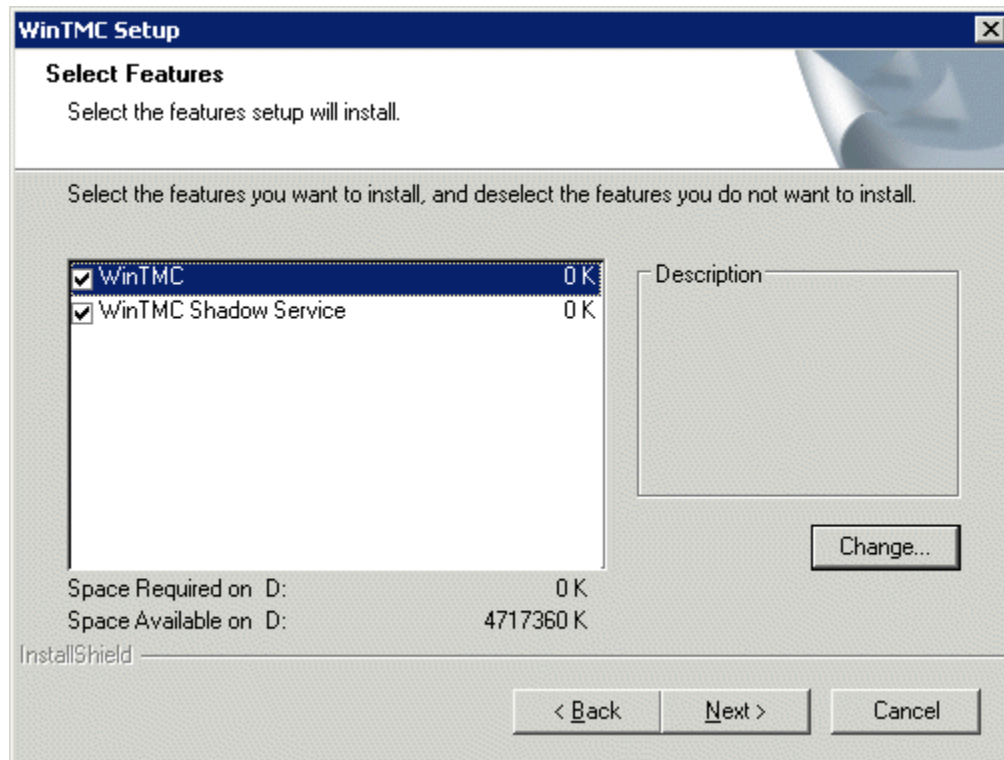 WinTMC Setup
Select Features
Select the features setup will install.
Select the features you want to install, and deselect the features you do not want to install.
WinTMC 0 K
WinTMC Shadow Service 0 K
Description
Change...
Space Required on D: 0 K
Space Available on D: 4717360 K
InstallShield
< Back Next > Cancel